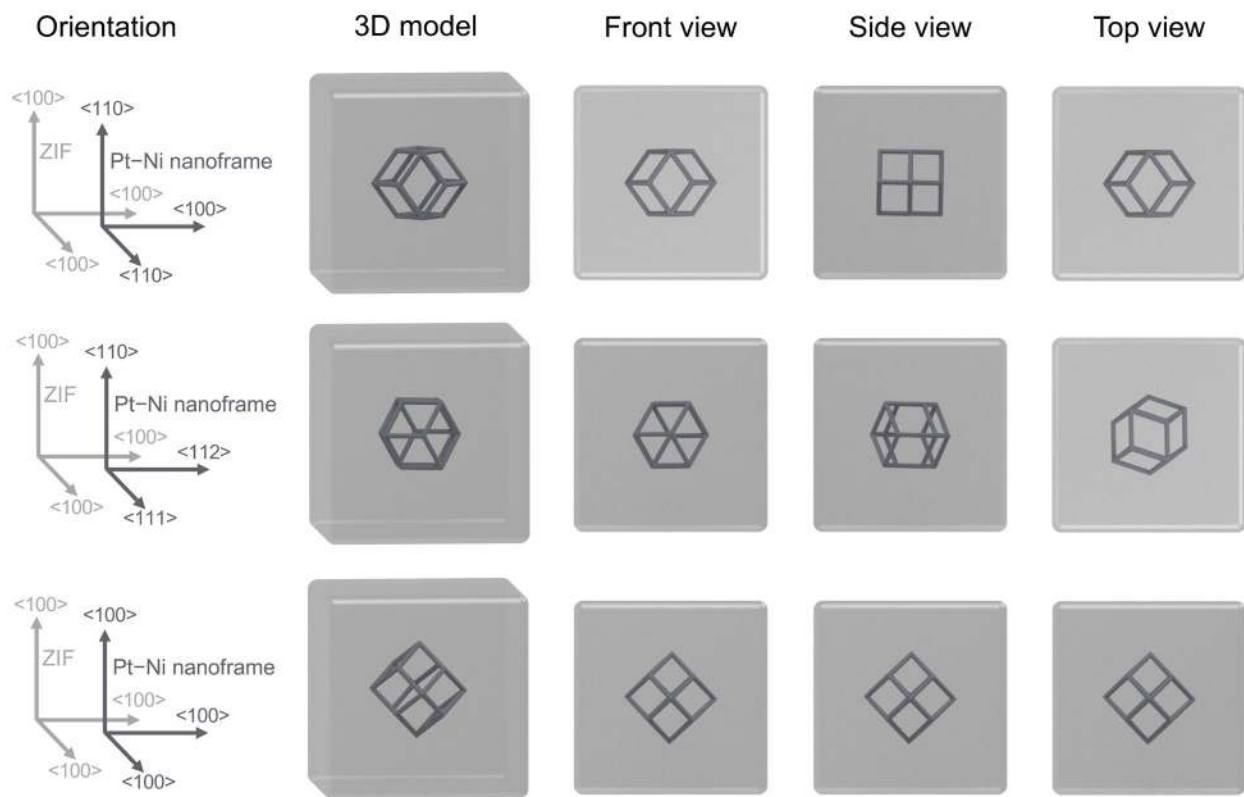 Orientation 3D model Front view Side view Top view
<100>
<110>
ZIF
Pt–Ni nanoframe
<100>
<100>
<100>
<110>
<100>
<110>
ZIF
Pt–Ni nanoframe
<100>
<112>
<100>
<111>
<100>
<100>
ZIF
Pt–Ni nanoframe
<100>
<100>
<100>
<100>